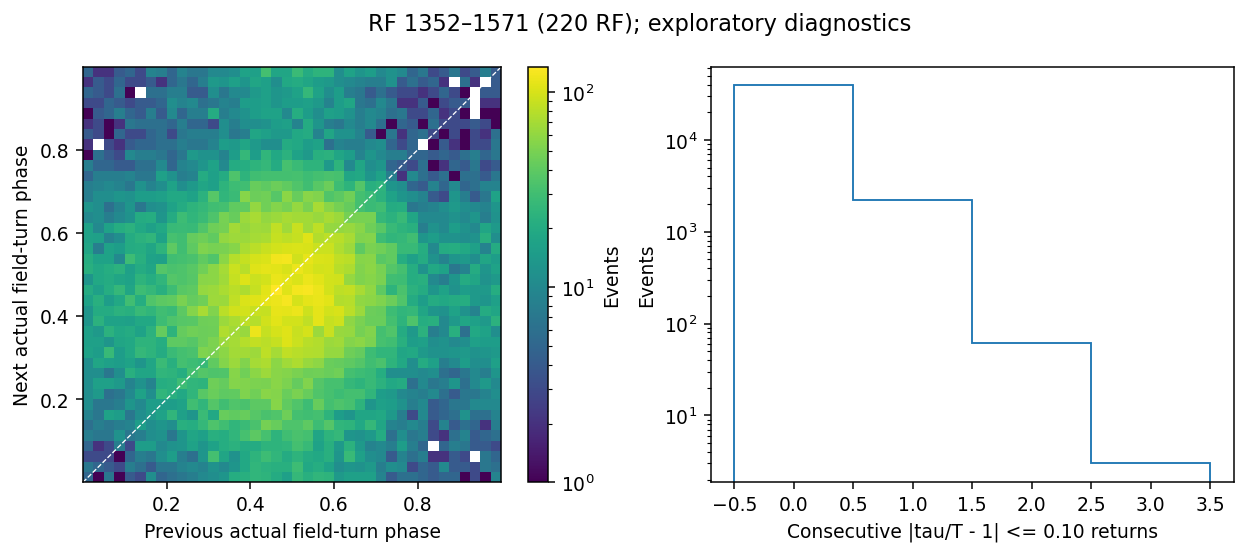 RF 1352–1571 (220 RF); exploratory diagnostics
Next actual field-turn phase
0.8
0.6
0.4
0.2
0.2 0.4 0.6 0.8
Previous actual field-turn phase
10²
10¹
10⁰
Events
Events
10⁴
10³
10²
10¹
−0.5 0.0 0.5 1.0 1.5 2.0 2.5 3.0 3.5
Consecutive |tau/T - 1| <= 0.10 returns